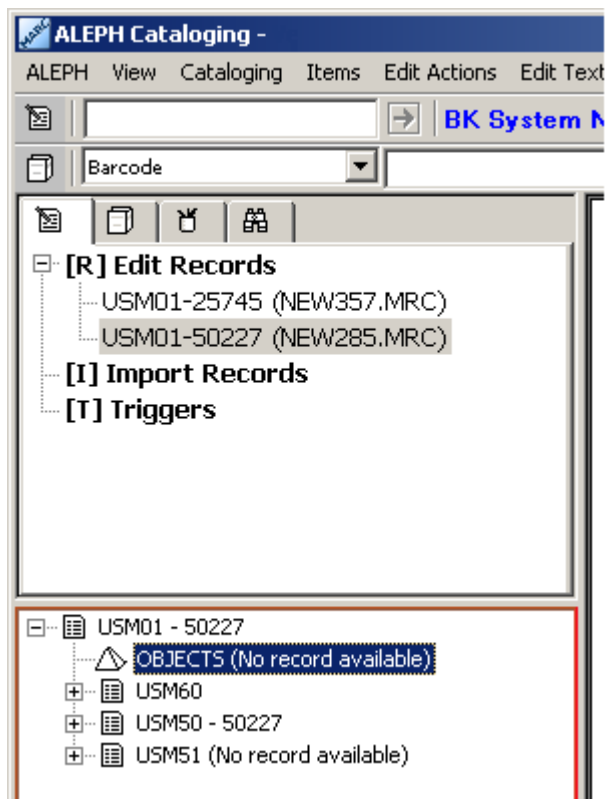 MARC ALEPH Cataloging -
ALEPH View Cataloging Items Edit Actions Edit Text
BK System N
Barcode
[R] Edit Records
USM01-25745 (NEW357.MRC)
USM01-50227 (NEW285.MRC)
[I] Import Records
[T] Triggers
USM01 - 50227
OBJECTS (No record available)
USM60
USM50 - 50227
USM51 (No record available)